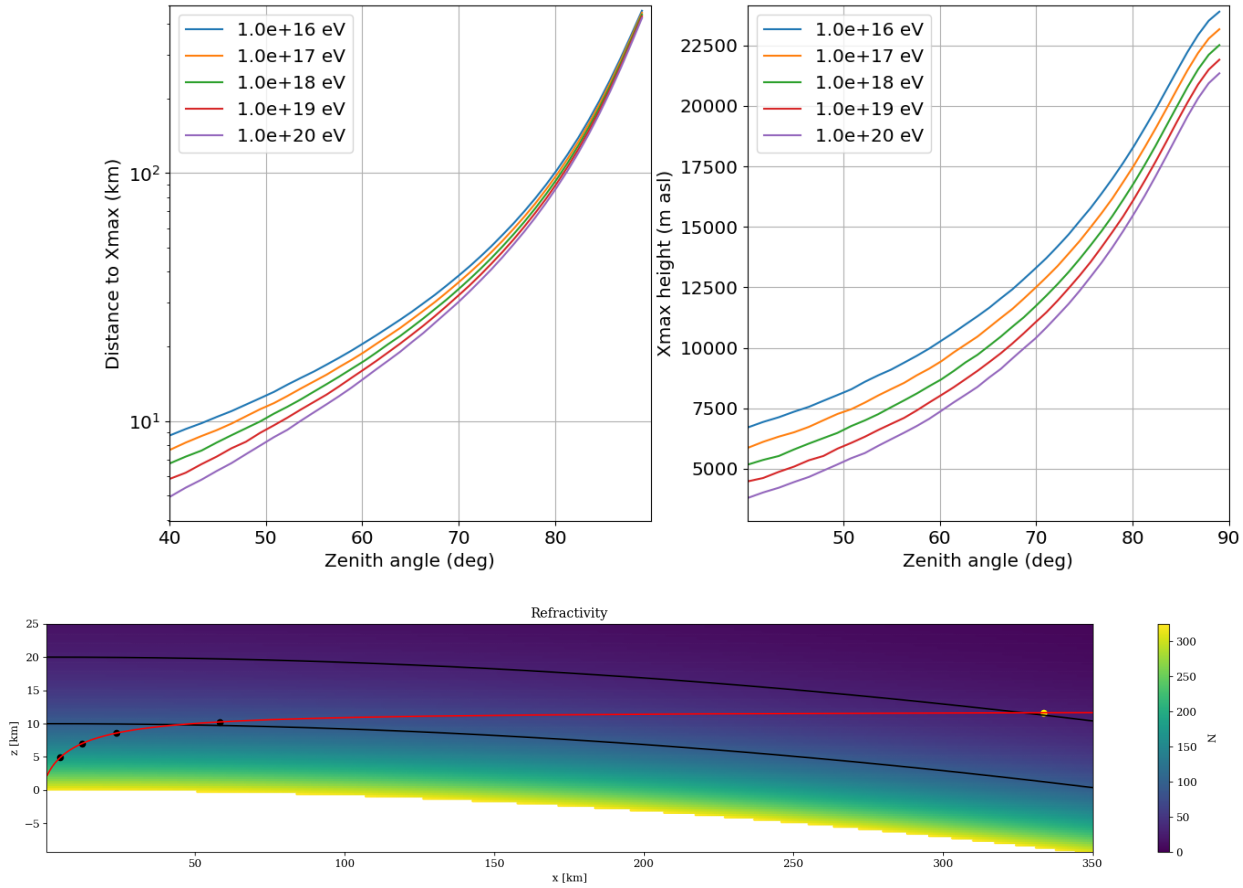 1.0e+16 eV
1.0e+17 eV
1.0e+18 eV
1.0e+19 eV
1.0e+20 eV
10²
10¹
Distance to Xmax (km)
40 50 60 70 80
Zenith angle (deg)
1.0e+16 eV
1.0e+17 eV
1.0e+18 eV
1.0e+19 eV
1.0e+20 eV
22500
20000
17500
15000
12500
10000
7500
5000
Xmax height (m asl)
50 60 70 80 90
Zenith angle (deg)
Refractivity
25
20
15
10
5
0
−5
z [km]
50 100 150 200 250 300 350
x [km]
300
250
200
150
100
50
0
N